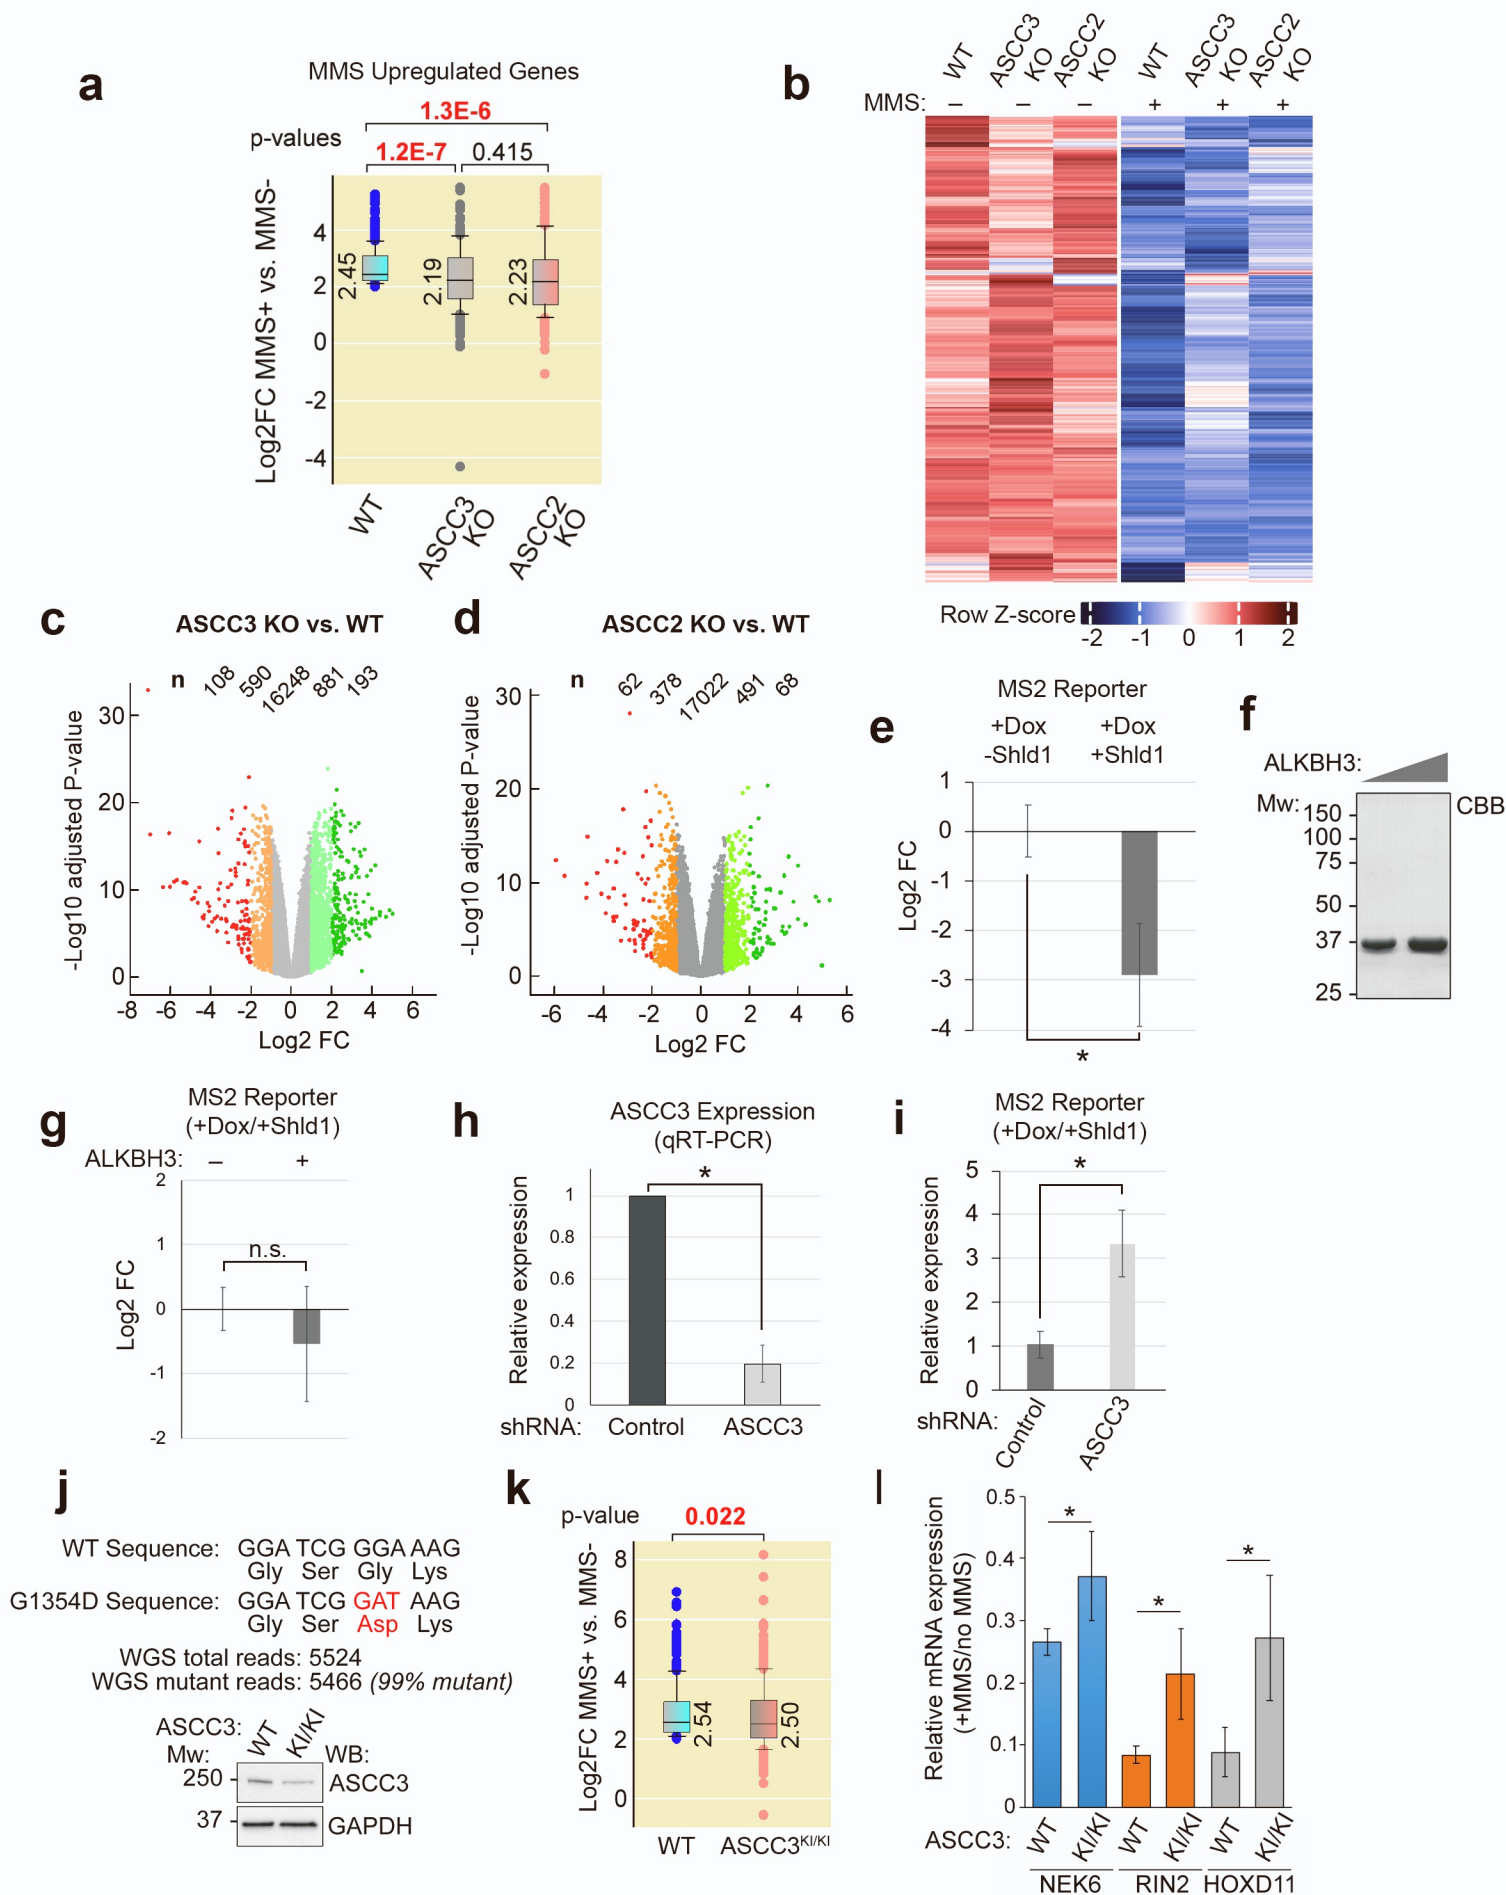 a
MMS Upregulated Genes
1.3E-6
p-values
1.2E-7
0.415
Log2FC MMS+ vs. MMS-
4
2
0
-2
-4
2.45
2.19
2.23
WT
ASCC3
KO
ASCC2
KO
b
WT
ASCC3
KO
ASCC2
KO
WT
ASCC3
KO
ASCC2
KO
MMS: – – – + + +
Row Z-score
-2 -1 0 1 2
c
ASCC3 KO vs. WT
n 108 590 16248 881 193
-Log10 adjusted P-value
30
20
10
0
-8 -6 -4 -2 0 2 4 6
Log2 FC
d
ASCC2 KO vs. WT
n 62 378 17022 491 68
-Log10 adjusted P-value
30
20
10
0
-6 -4 -2 0 2 4 6
Log2 FC
e
MS2 Reporter
+Dox +Dox
-Shld1 +Shld1
Log2 FC
1
0
-1
-2
-3
-4
*
f
ALKBH3:
Mw:
CBB
150
100
75
50
37
25
g
MS2 Reporter
(+Dox/+Shld1)
ALKBH3: – +
Log2 FC
2
1
0
-1
-2
n.s.
h
ASCC3 Expression
(qRT-PCR)
*
Relative expression
1
0.8
0.6
0.4
0.2
0
shRNA: Control ASCC3
i
MS2 Reporter
(+Dox/+Shld1)
*
Relative expression
5
4
3
2
1
0
shRNA:
Control
ASCC3
j
WT Sequence: GGA TCG GGA AAG
Gly Ser Gly Lys
G1354D Sequence: GGA TCG GAT AAG
Gly Ser Asp Lys
WGS total reads: 5524
WGS mutant reads: 5466 (99% mutant)
ASCC3: WT KI/KI
Mw: WB:
250 ASCC3
37 GAPDH
k
p-value 0.022
Log2FC MMS+ vs. MMS-
8
6
4
2
0
2.54
2.50
WT ASCC3KI/KI
l
Relative mRNA expression
(+MMS/no MMS)
0.5
0.4
0.3
0.2
0.1
0
*
*
*
ASCC3: WT KI/KI WT KI/KI WT KI/KI
NEK6 RIN2 HOXD11